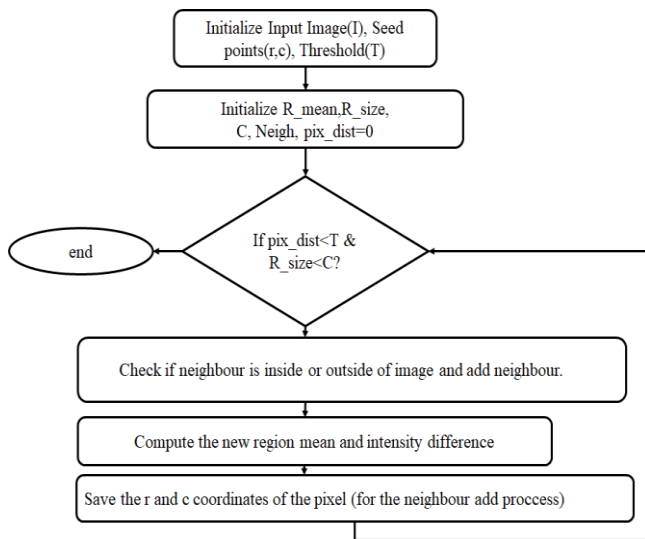 Initialize Input Image(I), Seed
points(r,c), Threshold(T)
Initialize R_mean,R_size,
C, Neigh, pix_dist=0
If pix_dist<T &
R_size<C?
end
Check if neighbour is inside or outside of image and add neighbour.
Compute the new region mean and intensity difference
Save the r and c coordinates of the pixel (for the neighbour add proccess)